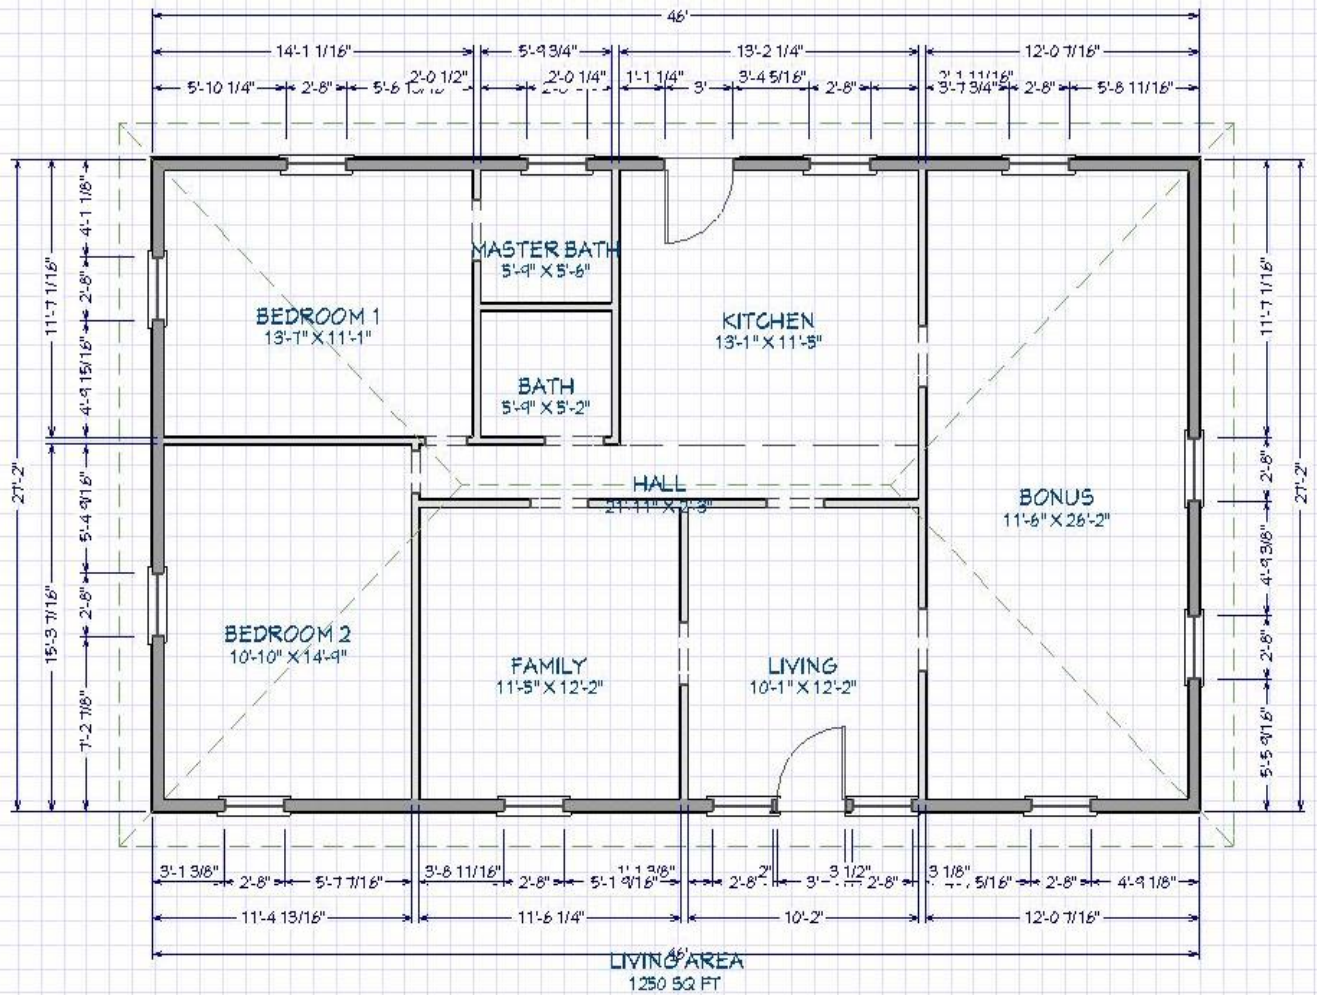 46'
14'-1 1/16" 5'-9 3/4" 13'-2 1/4" 12'-0 7/16"
5'-10 1/4" 2'-8" 2'-0 1/2" 2'-0 1/4" 1'-1 1/4" 3' 3'-4 5/16" 2'-8" 3'-7 3/4" 2'-8" 5'-8 11/16"
27'-2"
11'-7 1/16"
15'-3 7/16"
4'-1 1/8"
2'-8"
4'-9 15/16"
5'-4 9/16"
2'-8"
7'-2 7/8"
MASTER BATH
5'-9" X 5'-6"
BEDROOM 1
13'-7" X 11'-1"
KITCHEN
13'-1" X 11'-5"
BATH
5'-9" X 5'-2"
HALL
21'-11" X 2'-3"
BONUS
11'-6" X 26'-2"
BEDROOM 2
10'-10" X 14'-9"
FAMILY
11'-5" X 12'-2"
LIVING
10'-1" X 12'-2"
11'-7 1/16"
2'-8"
4'-9 3/8"
2'-8"
5'-5 9/16"
27'-2"
3'-1 3/8" 2'-8" 5'-7 7/16" 3'-8 11/16" 2'-8" 5'-1 9/16" 1'-1 3/8" 2'-8" 2" 3' 3 1/2" 2'-8" 3 1/8" 5/16" 2'-8" 4'-9 1/8"
11'-4 13/16" 11'-6 1/4" 10'-2" 12'-0 7/16"
46'
LIVING AREA
1250 SQ FT